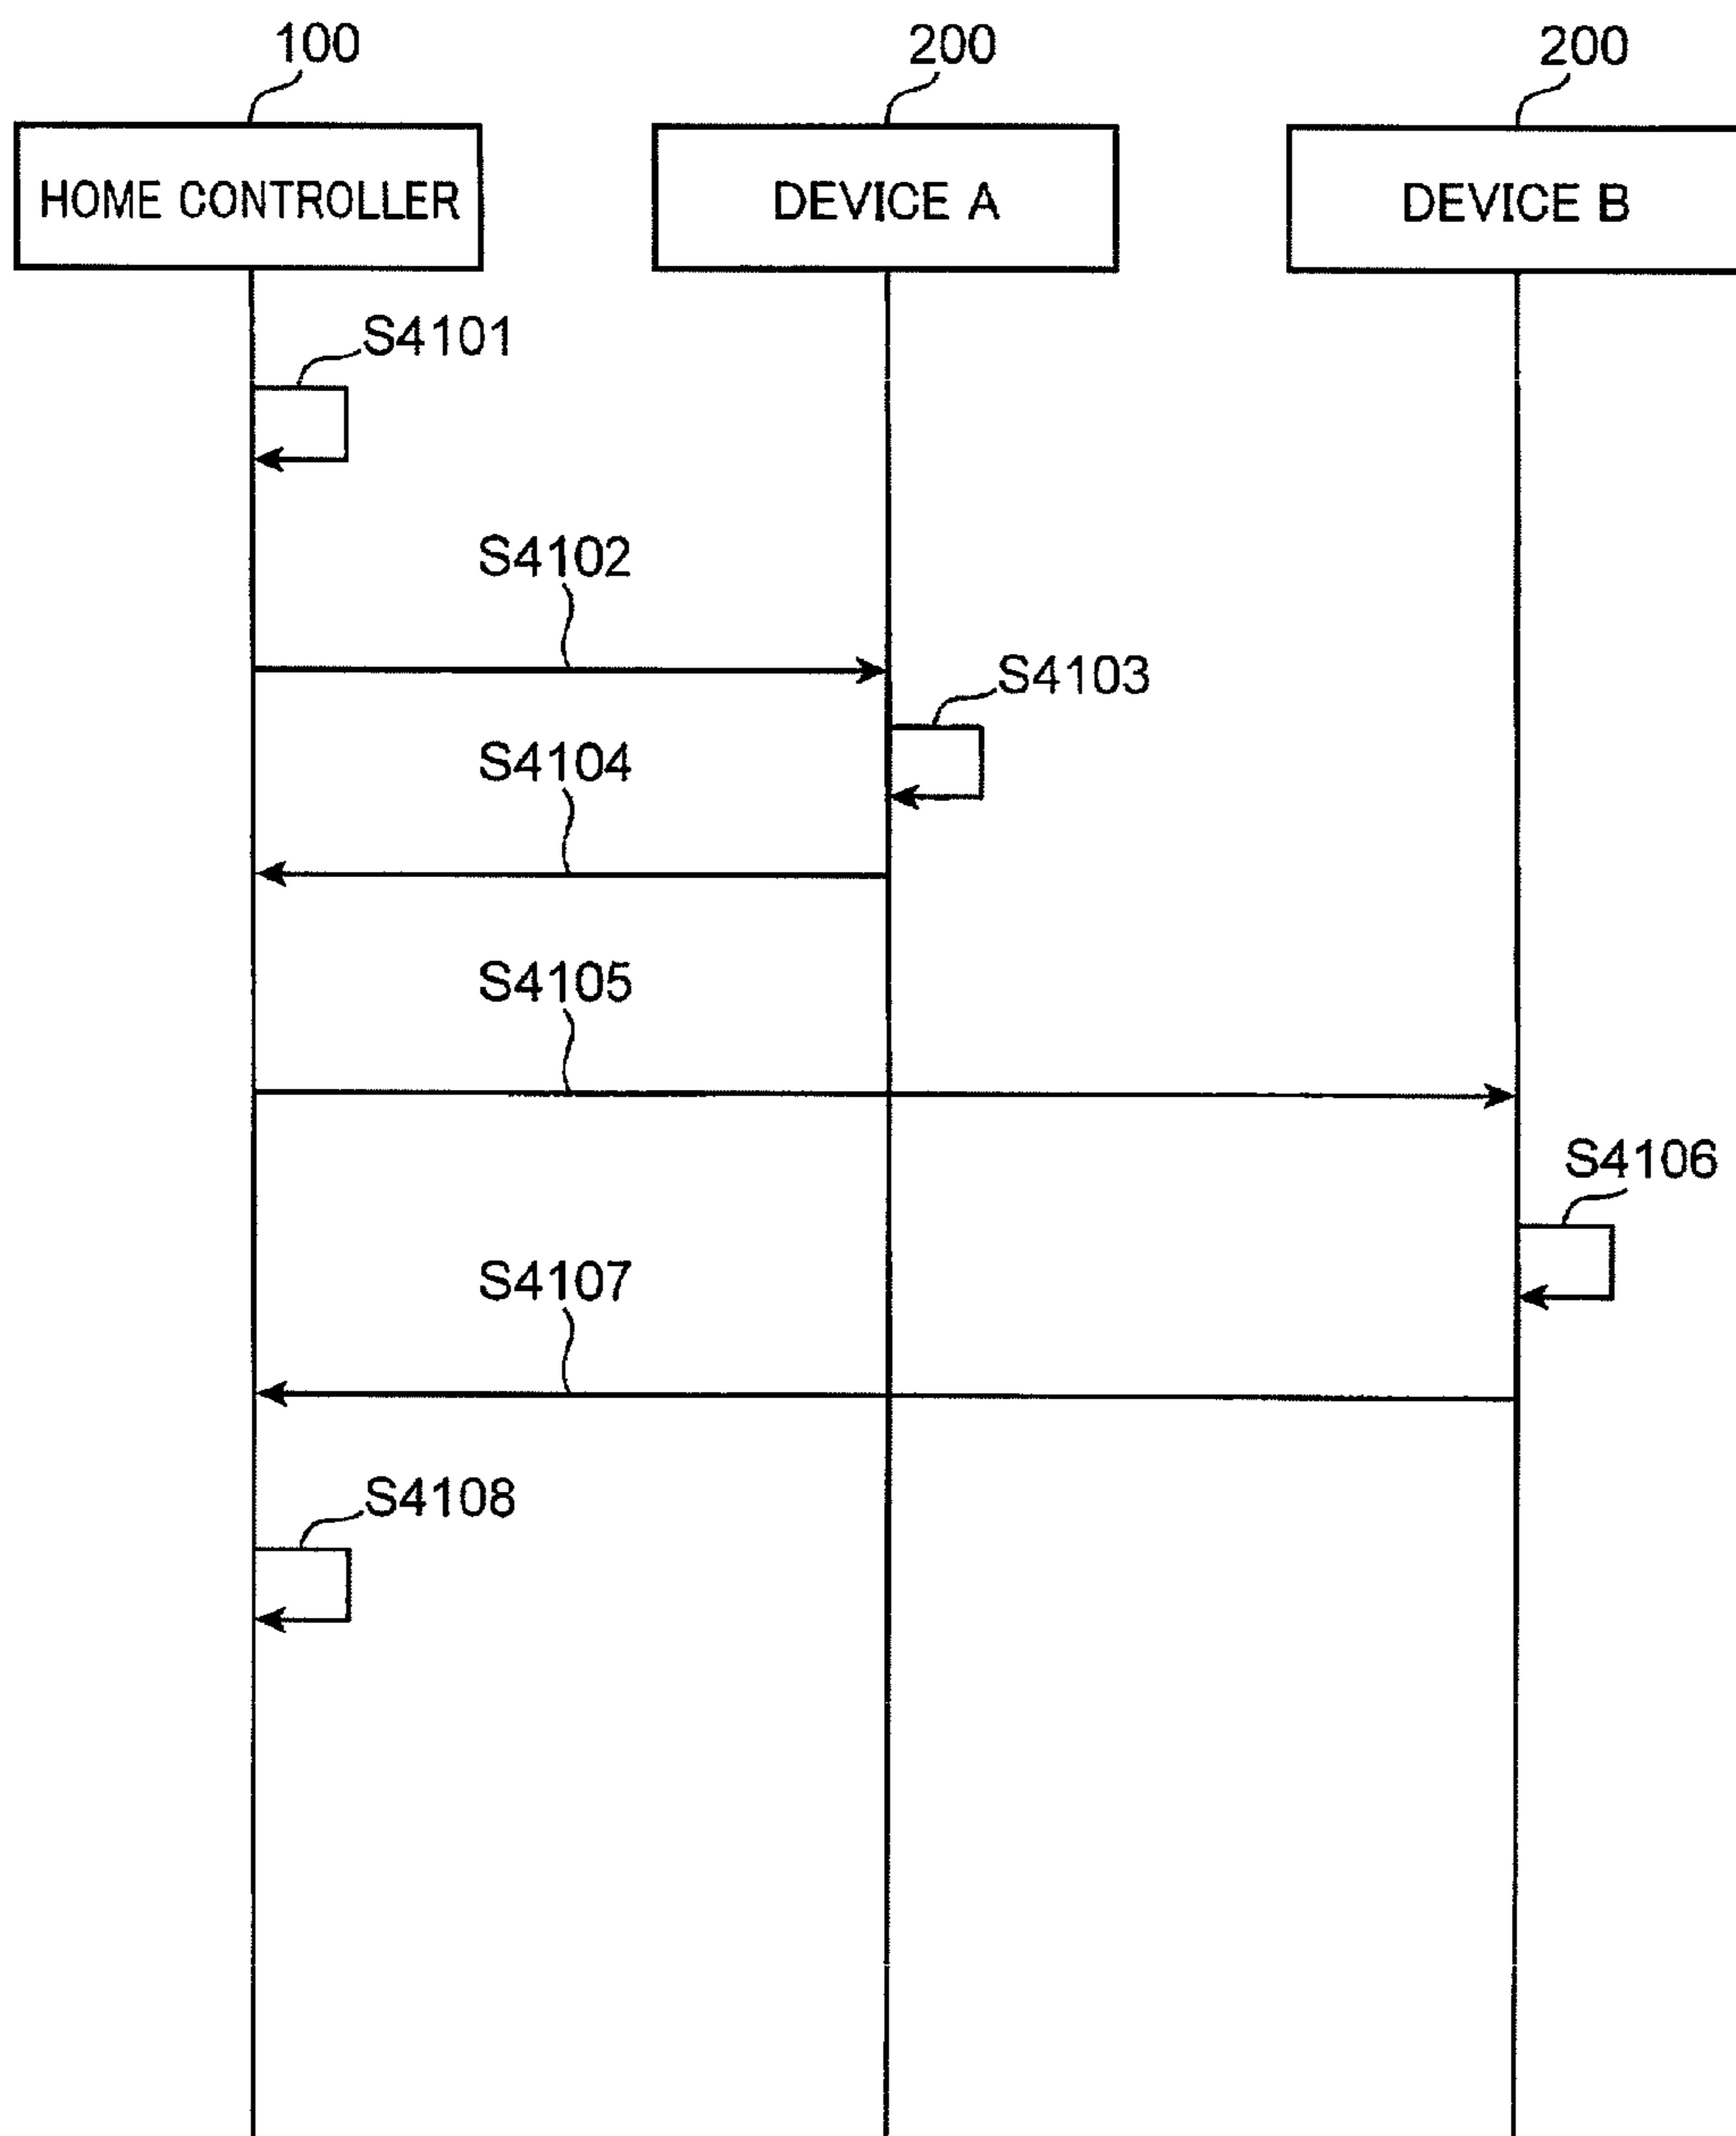 100
200
200
HOME CONTROLLER
DEVICE A
DEVICE B
S4101
S4102
S4103
S4104
S4105
S4106
S4107
S4108